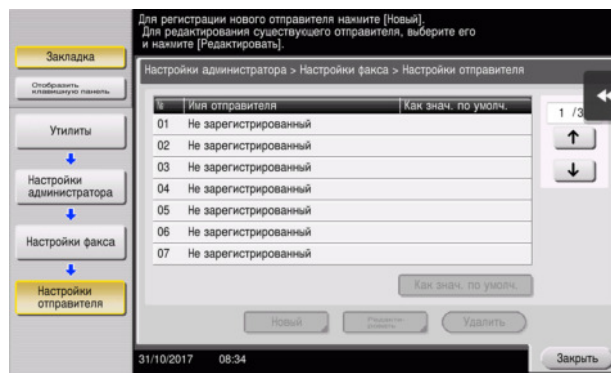 Для регистрации нового отправителя нажмите [Новый].
Для редактирования существующего отправителя, выберите его
и нажмите [Редактировать].
Закладка
Отобразить
клавишную панель
Утилиты
Настройки
администратора
Настройки факса
Настройки
отправителя
Настройки администратора > Настройки факса > Настройки отправителя
№ Имя отправителя Как знач. по умолч.
01 Не зарегистрированный
02 Не зарегистрированный
03 Не зарегистрированный
04 Не зарегистрированный
05 Не зарегистрированный
06 Не зарегистрированный
07 Не зарегистрированный
1 /3
Как знач. по умолч.
Новый
Редакти-
ровать
Удалить
31/10/2017 08:34
Закрыть